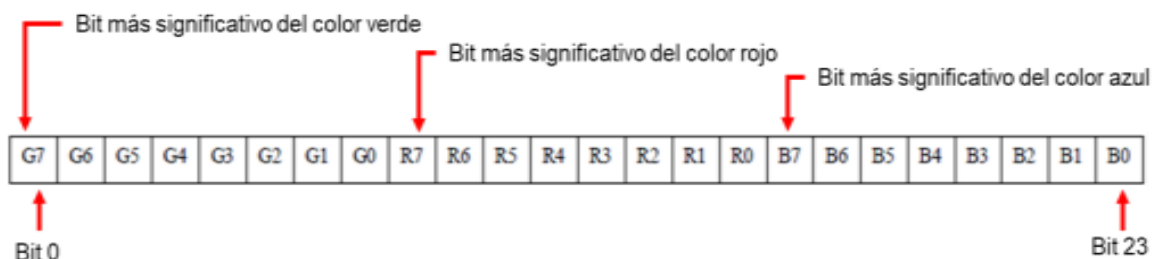 Bit más significativo del color verde
Bit más significativo del color rojo
Bit más significativo del color azul
G7 G6 G5 G4 G3 G2 G1 G0 R7 R6 R5 R4 R3 R2 R1 R0 B7 B6 B5 B4 B3 B2 B1 B0
Bit 0
Bit 23